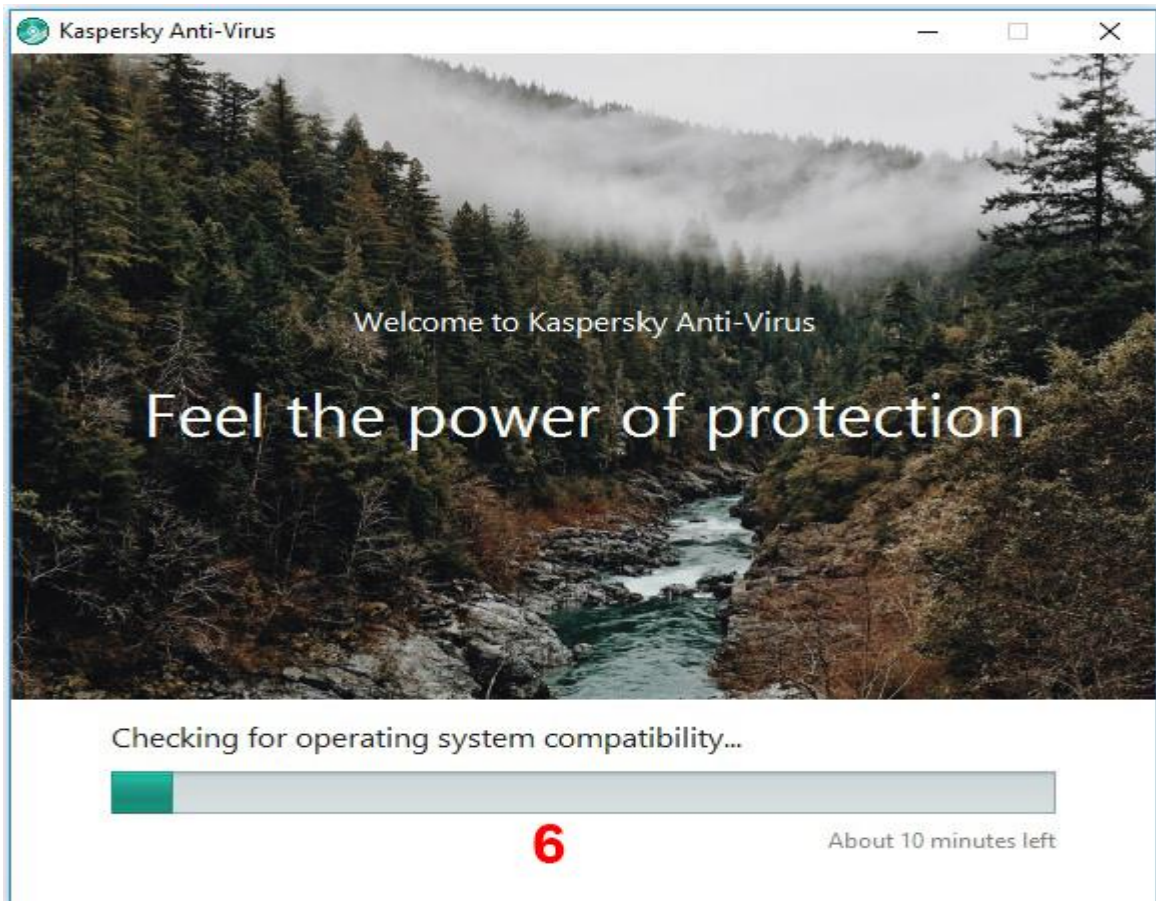 Kaspersky Anti-Virus
Welcome to Kaspersky Anti-Virus
Feel the power of protection
Checking for operating system compatibility...
6
About 10 minutes left